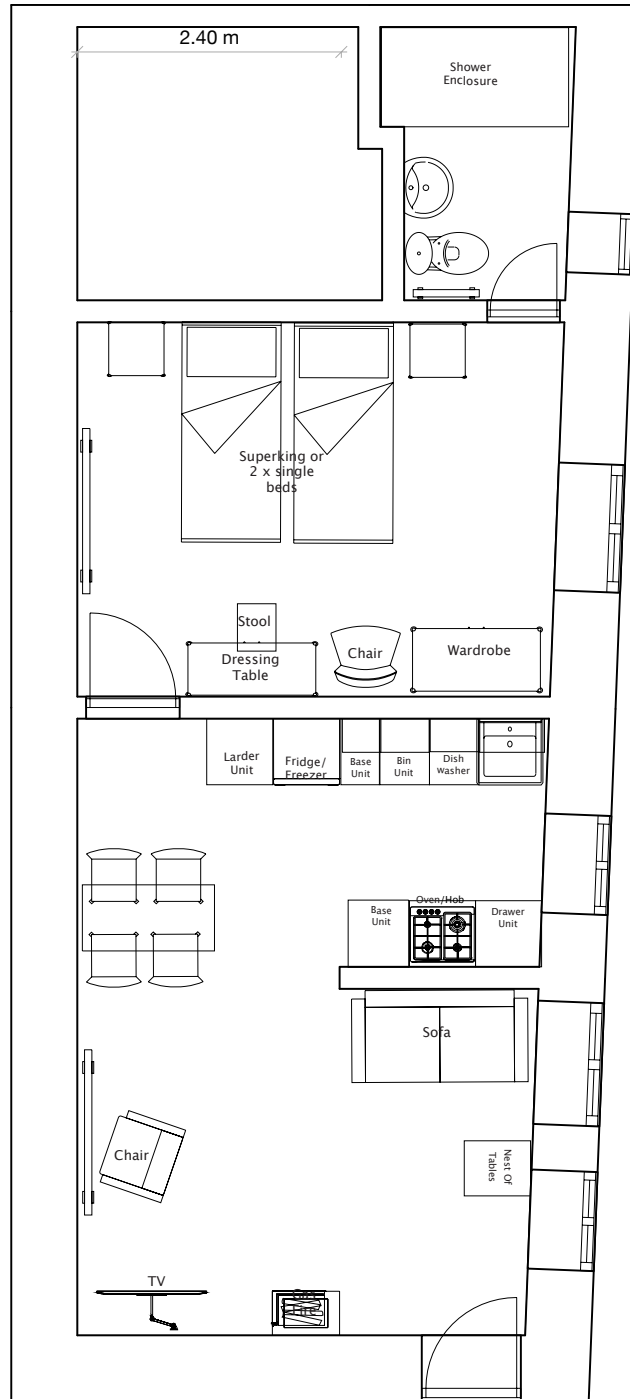 2.40 m
Shower
Enclosure
Superking or
2 x single
beds
Stool
Dressing
Table
Chair
Wardrobe
Larder
Unit
Fridge/
Freezer
Base
Unit
Bin
Unit
Dish
washer
Oven/Hob
Base
Unit
Drawer
Unit
Sofa
Nest Of
Tables
Chair
TV
Fire